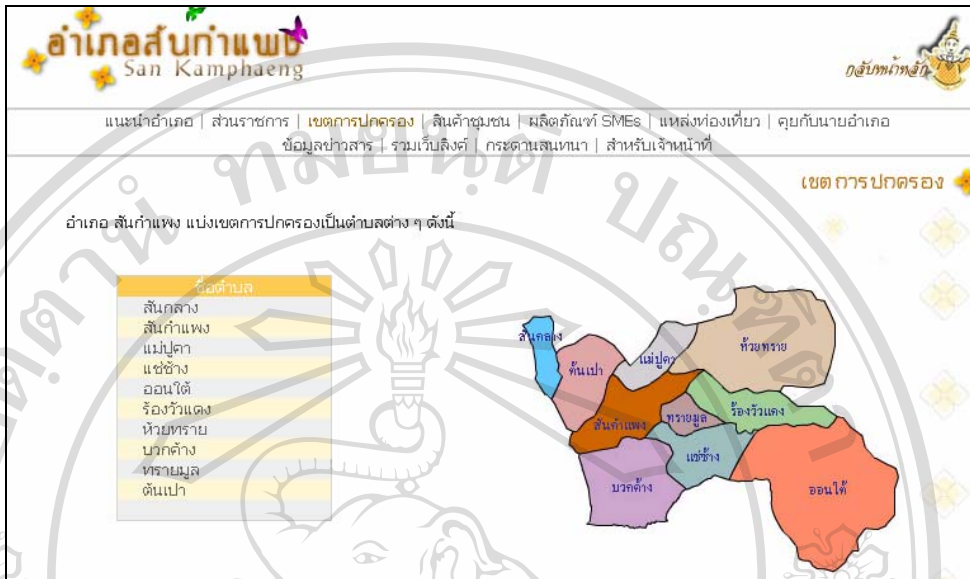 อำเภอสันกำแพง
San Kamphaeng
กลับหน้าหลัก
แนะนำอำเภอ | ส่วนราชการ | เขตการปกครอง | สินค้าชุมชน | ผลิตภัณฑ์ SMEs | แหล่งท่องเที่ยว | คุยกับนายอำเภอ
ข้อมูลข่าวสาร | รวมเว็บลิงค์ | กระดานสนทนา | สำหรับเจ้าหน้าที่
เขตการปกครอง
อำเภอ สันกำแพง แบ่งเขตการปกครองเป็นตำบลต่าง ๆ ดังนี้
ชื่อตำบล
สันกลาง
สันกำแพง
แม่ปูคา
แช่ช้าง
ออนใต้
ร้องวัวแดง
ห้วยทราย
บวกค้าง
ทรายมูล
ต้นเปา
สันกลาง
ต้นเปา
แม่ปูคา
ห้วยทราย
สันกำแพง
ทรายมูล
ร้องวัวแดง
แช่ช้าง
บวกค้าง
ออนใต้